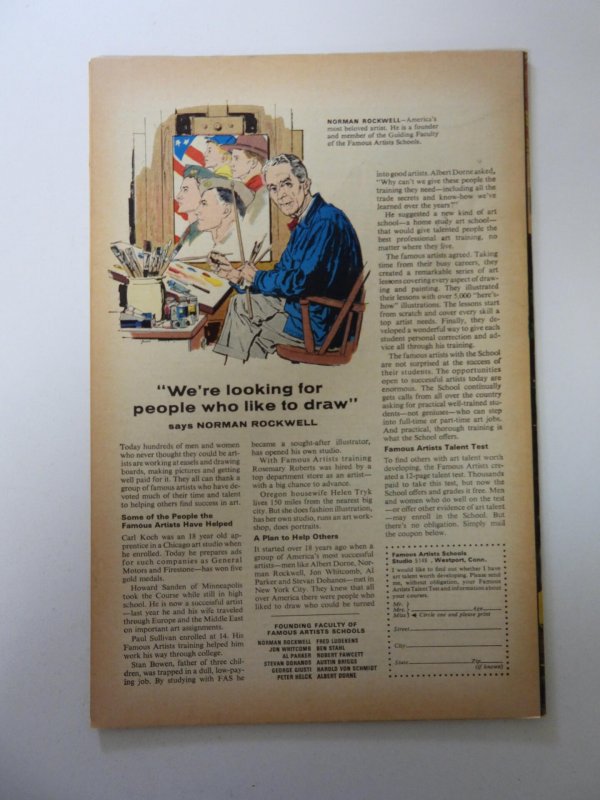 NORMAN ROCKWELL—America's
most beloved artist. He is a founder
and member of the Guiding Faculty
of the Famous Artists Schools.
"We're looking for
people who like to draw"
says NORMAN ROCKWELL
Today hundreds of men and women
who never thought they could be art-
ists are working at easels and drawing
boards, making pictures and getting
well paid for it. They all can thank a
group of famous artists who have de-
voted much of their time and talent
to helping others find success in art.
Some of the People the
Famous Artists Have Helped
Carl Koch was an 18 year old ap-
prentice in a Chicago art studio when
he enrolled. Today he prepares ads
for such companies as General
Motors and Firestone—has won five
gold medals.
Howard Sanden of Minneapolis
took the Course while still in high
school. He is now a successful artist
—last year he and his wife traveled
through Europe and the Middle East
on important art assignments.
Paul Sullivan enrolled at 14. His
Famous Artists training helped him
work his way through college.
Stan Bowen, father of three chil-
dren, was trapped in a dull, low-pay-
ing job. By studying with FAS he
became a sought-after illustrator,
has opened his own studio.
With Famous Artists training
Rosemary Roberts was hired by a
top department store as an artist—
with a big chance to advance.
Oregon housewife Helen Tryk
lives 150 miles from the nearest big
city. But she does fashion illustration,
has her own studio, runs an art work-
shop, does portraits.
A Plan to Help Others
It started over 18 years ago when a
group of America's most successful
artists—men like Albert Dorne, Nor-
man Rockwell, Jon Whitcomb, Al
Parker and Stevan Dohanos—met in
New York City. They knew that all
over America there were people who
liked to draw who could be turned
FOUNDING FACULTY OF
FAMOUS ARTISTS SCHOOLS
NORMAN ROCKWELL FRED LUDEKENS
JON WHITCOMB BEN STAHL
AL PARKER ROBERT FAWCETT
STEVAN DOHANOS AUSTIN BRIGGS
GEORGE GIUSTI HAROLD VON SCHMIDT
PETER HELCK ALBERT DORNE
into good artists. Albert Dorne asked,
"Why can't we give these people the
training they need—including all the
trade secrets and know-how we've
learned over the years?"
He suggested a new kind of art
school—a home study art school—
that would give talented people the
best professional art training, no
matter where they live.
The famous artists agreed. Taking
time from their busy careers, they
created a remarkable series of art
lessons covering every aspect of draw-
ing and painting. They illustrated
their lessons with over 5,000 "here's-
how" illustrations. The lessons start
from scratch and cover every skill a
top artist needs. Finally, they de-
veloped a wonderful way to give each
student personal correction and ad-
vice all through his training.
The famous artists with the School
are not surprised at the success of
their students. The opportunities
open to successful artists today are
enormous. The School continually
gets calls from all over the country
asking for practical well-trained stu-
dents—not geniuses—who can step
into full-time or part-time art jobs.
And practical, thorough training is
what the School offers.
Famous Artists Talent Test
To find others with art talent worth
developing, the Famous Artists cre-
ated a 12-page talent test. Thousands
paid to take this test, but now the
School offers and grades it free. Men
and women who do well on the test
—or offer other evidence of art talent
—may enroll in the School. But
there's no obligation. Simply mail
the coupon below.
Famous Artists Schools
Studio 5148, Westport, Conn.
I would like to find out whether I have
art talent worth developing. Please send
me, without obligation, your Famous
Artists Talent Test and information about
your courses.
Mr.
Mrs. Age
Miss Circle one and please print
Street
City
State Zip
(if known)